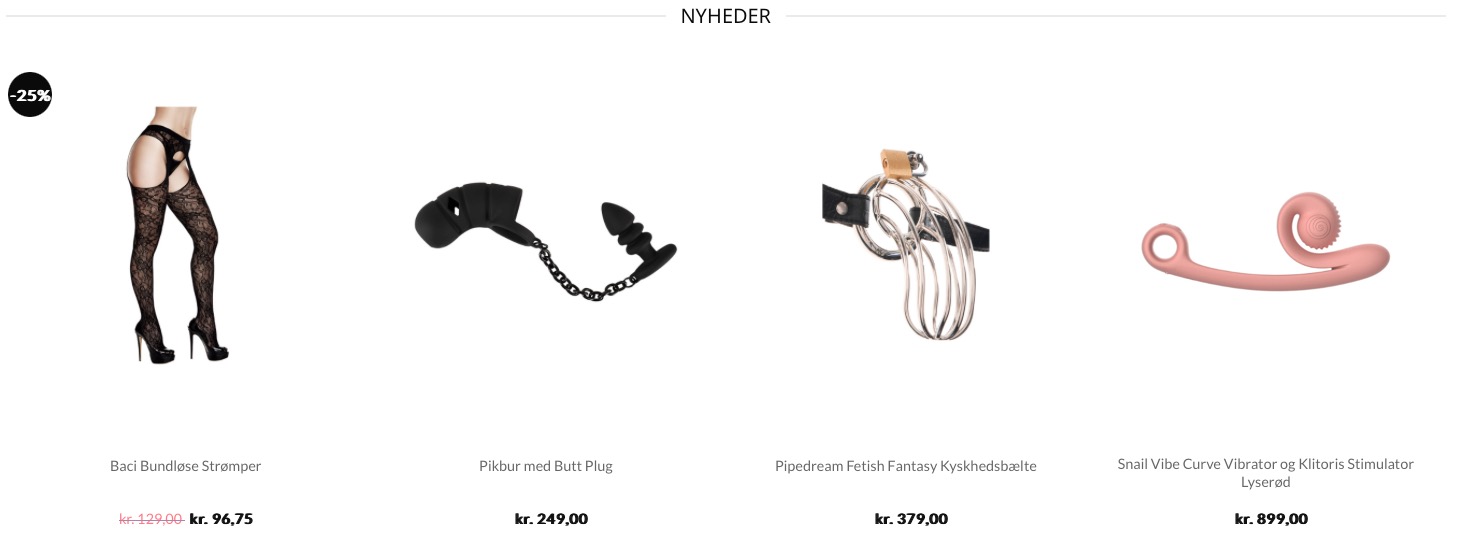 NYHEDER
-25%
Baci Bundløse Strømper
Pikbur med Butt Plug
Pipedream Fetish Fantasy Kyskhedsbælte
Snail Vibe Curve Vibrator og Klitoris Stimulator
Lyserød
kr. 129,00 kr. 96,75
kr. 249,00
kr. 379,00
kr. 899,00